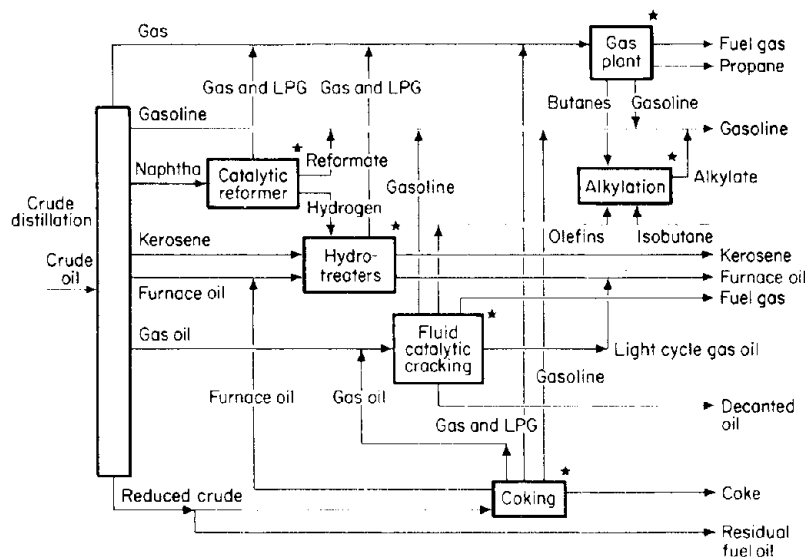 Gas
Gas
plant
Fuel gas
Propane
Gas and LPG
Gas and LPG
Butanes
Gasoline
Gasoline
Gasoline
Naphtha
Catalytic
reformer
Reformate
Hydrogen
Gasoline
Alkylation
Alkylate
Crude
distillation
Olefins
Isobutane
Kerosene
Hydro-
treaters
Kerosene
Crude
oil
Furnace oil
Furnace oil
Fuel gas
Gas oil
Fluid
catalytic
cracking
Light cycle gas oil
Gasoline
Furnace oil
Gas oil
Decanted
oil
Gas and LPG
Reduced crude
Coking
Coke
Residual
fuel oil